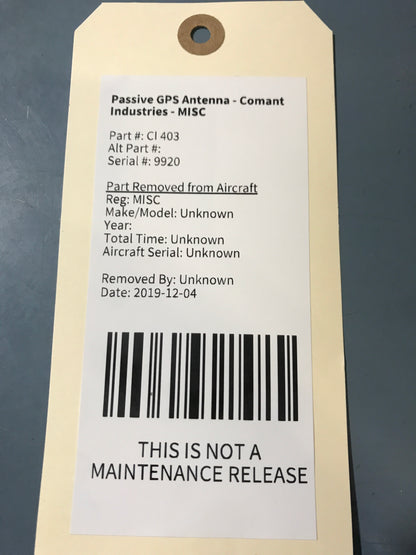 Passive GPS Antenna - Comant
Industries - MISC
Part #: CI 403
Alt Part #:
Serial #: 9920
Part Removed from Aircraft
Reg: MISC
Make/Model: Unknown
Year:
Total Time: Unknown
Aircraft Serial: Unknown
Removed By: Unknown
Date: 2019-12-04
THIS IS NOT A
MAINTENANCE RELEASE